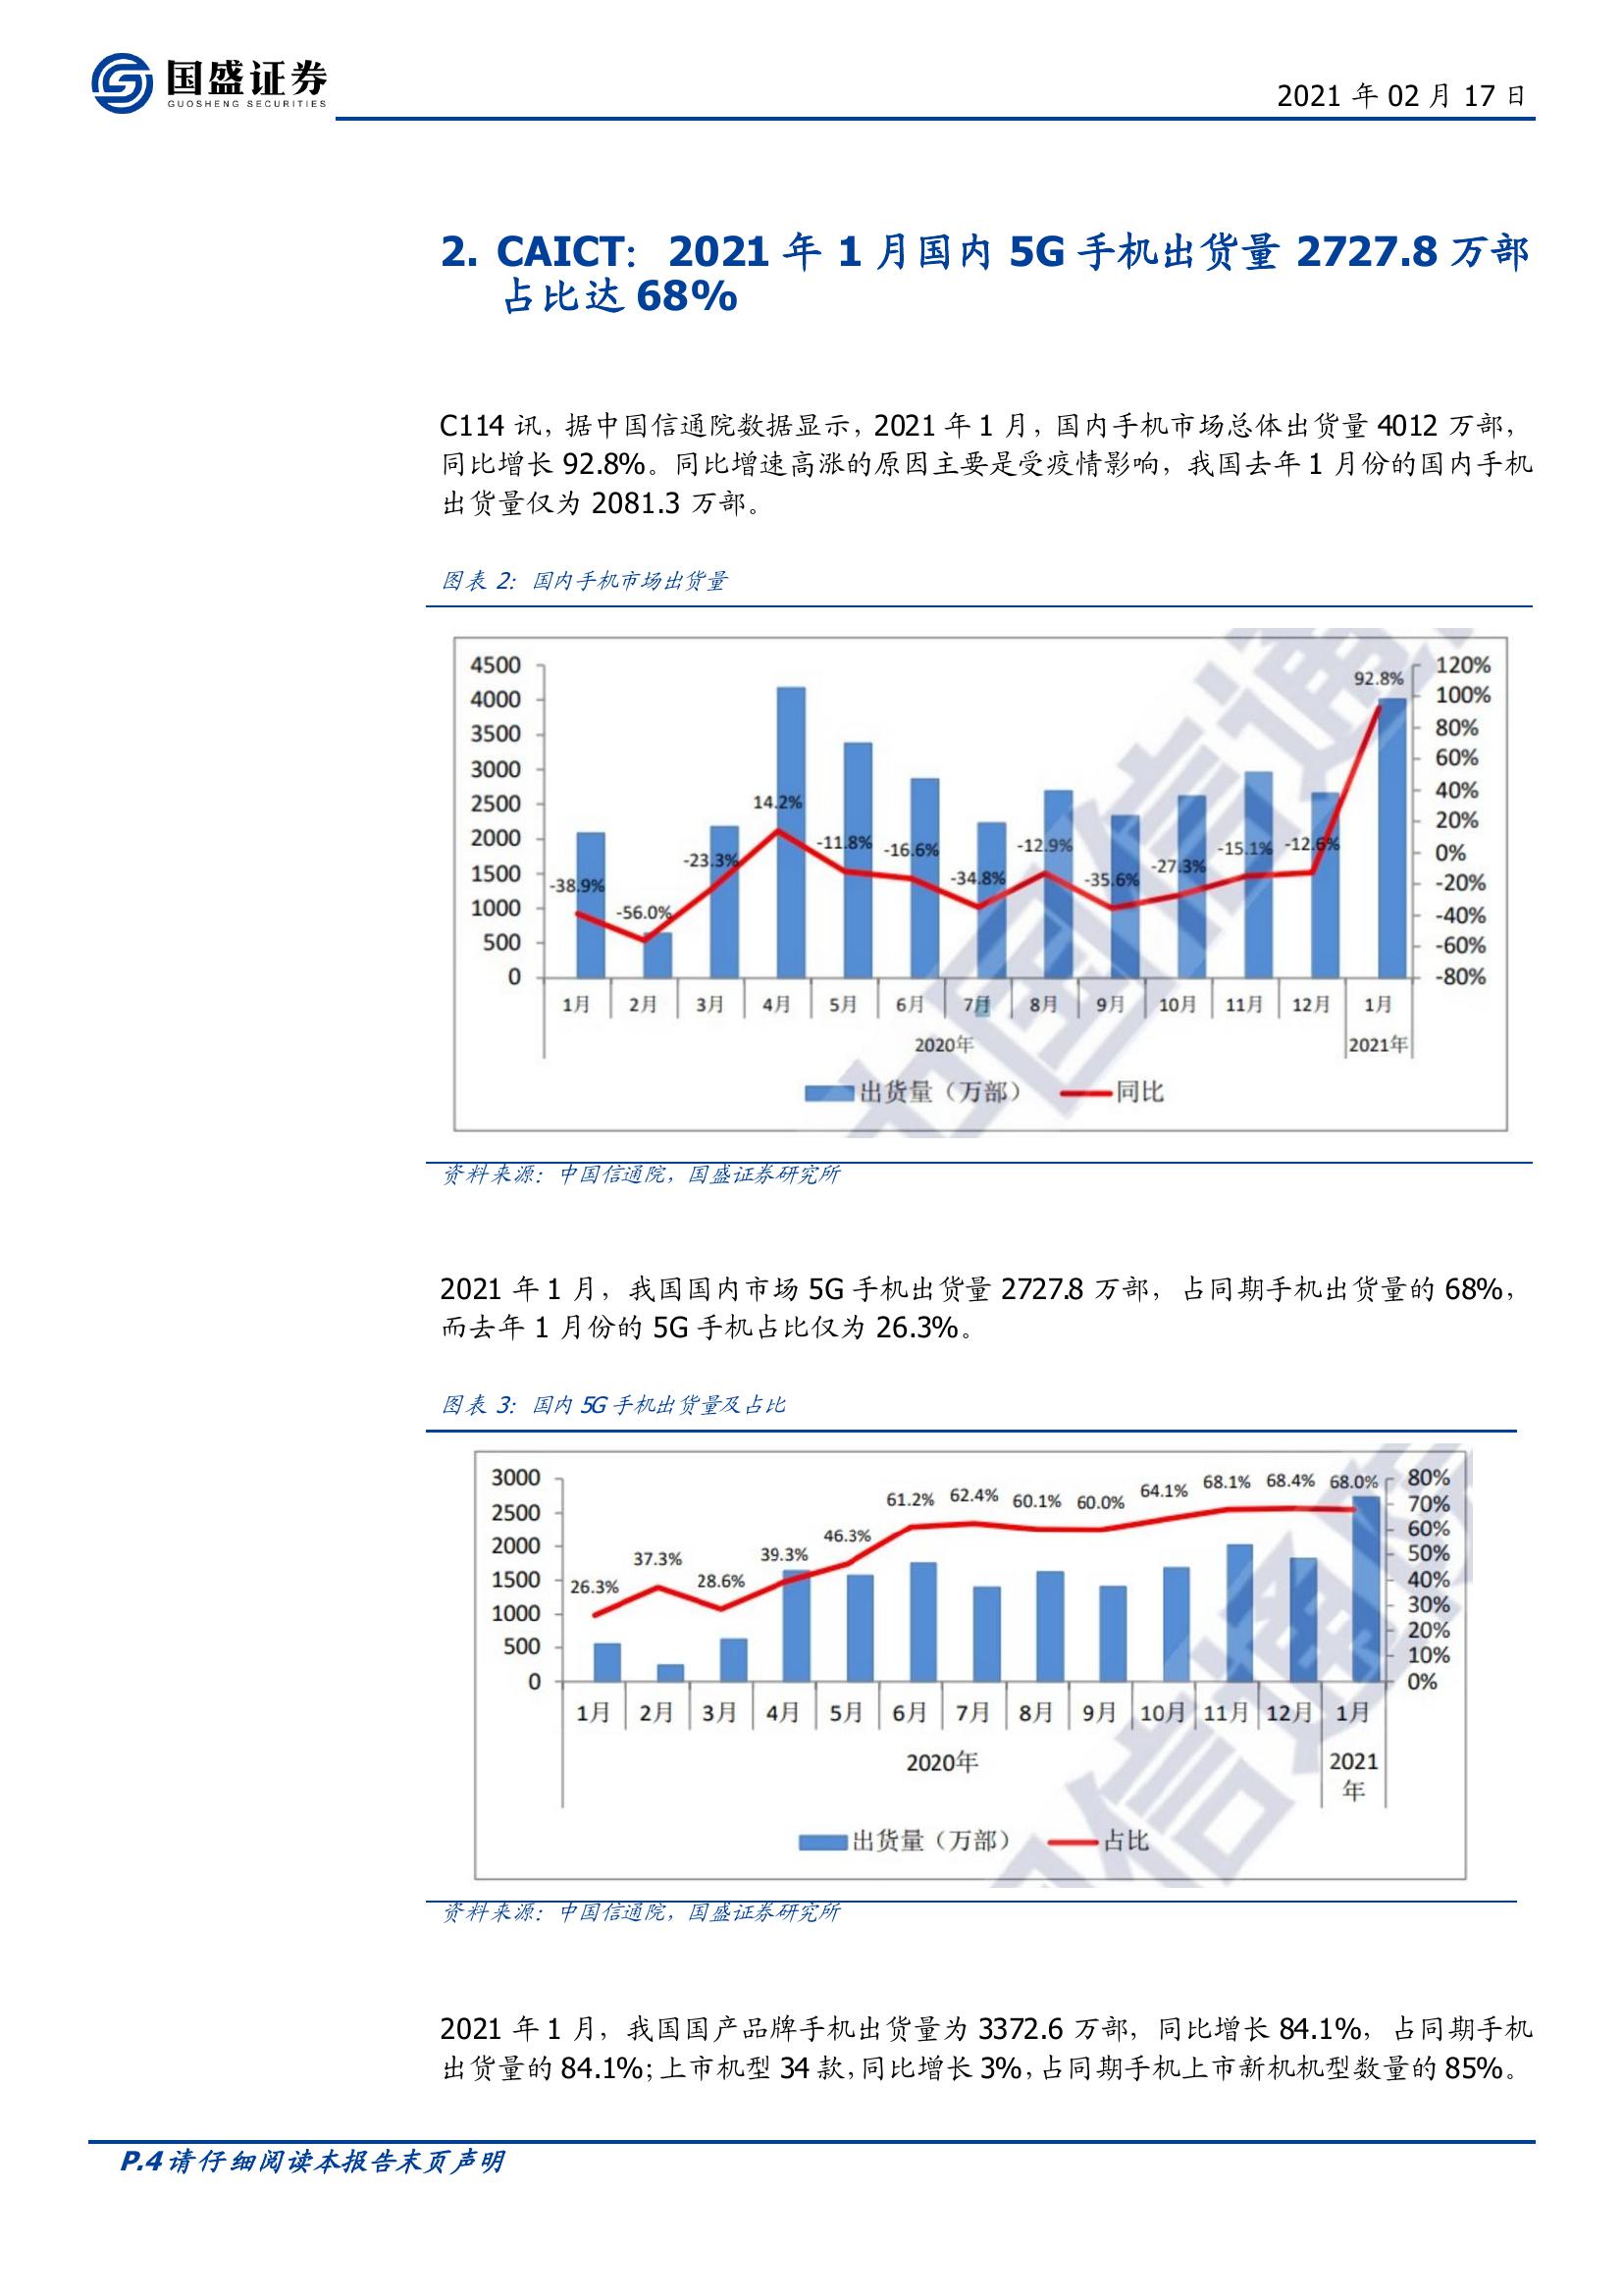 国盛证券
GUOSHENG SECURITIES
2021 年 02 月 17 日
2. CAICT： 2021 年 1 月国内 5G 手机出货量 2727.8 万部
占比达 68%
C114 讯，据中国信通院数据显示，2021 年 1 月，国内手机市场总体出货量 4012 万部，
同比增长 92.8%。同比增速高涨的原因主要是受疫情影响，我国去年 1 月份的国内手机
出货量仅为 2081.3 万部。
图表 2：国内手机市场出货量
4500
4000
3500
3000
2500
2000
1500
1000
500
0
-38.9%
-56.0%
-23.3%
14.2%
-11.8%
-16.6%
-34.8%
-12.9%
-35.6%
-27.3%
-15.1%
-12.6%
92.8%
120%
100%
80%
60%
40%
20%
0%
-20%
-40%
-60%
-80%
1月 2月 3月 4月 5月 6月 7月 8月 9月 10月 11月 12月 1月
2020年 2021年
出货量（万部） 同比
中国信通
资料来源：中国信通院，国盛证券研究所
2021 年 1 月，我国国内市场 5G 手机出货量 2727.8 万部，占同期手机出货量的 68%，
而去年 1 月份的 5G 手机占比仅为 26.3%。
图表 3：国内 5G 手机出货量及占比
3000
2500
2000
1500
1000
500
0
26.3%
37.3%
28.6%
39.3%
46.3%
61.2%
62.4%
60.1%
60.0%
64.1%
68.1%
68.4%
68.0%
80%
70%
60%
50%
40%
30%
20%
10%
0%
1月 2月 3月 4月 5月 6月 7月 8月 9月 10月 11月 12月 1月
2020年 2021
年
出货量（万部） 占比
国信通院
资料来源：中国信通院，国盛证券研究所
2021 年 1 月，我国国产品牌手机出货量为 3372.6 万部，同比增长 84.1%，占同期手机
出货量的 84.1%；上市机型 34 款，同比增长 3%，占同期手机上市新机机型数量的 85%。
P.4 请仔细阅读本报告末页声明